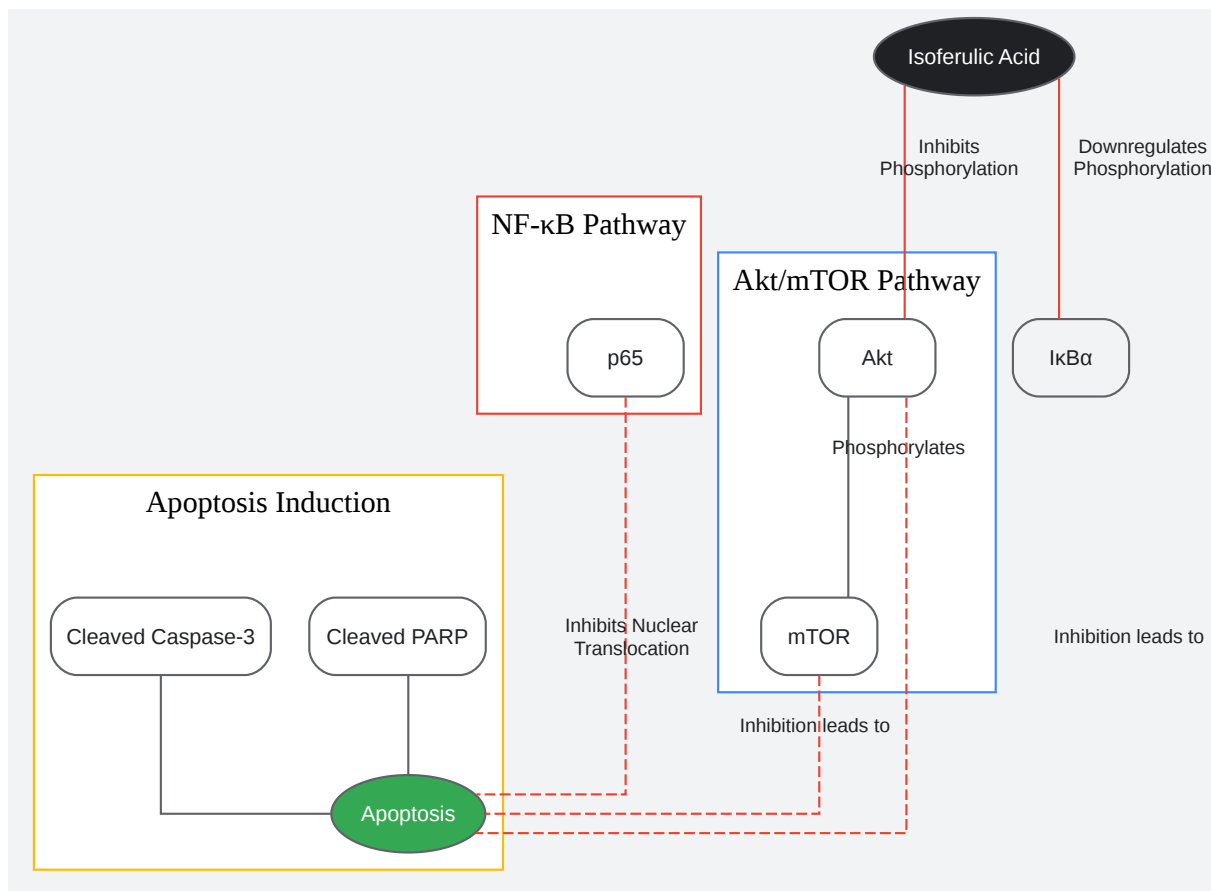 Isoferulic Acid
Inhibits
Phosphorylation
Downregulates
Phosphorylation
NF-κB Pathway
Akt/mTOR Pathway
p65
Akt
IκBα
Phosphorylates
Apoptosis Induction
Cleaved Caspase-3
Cleaved PARP
Inhibits Nuclear
Translocation
mTOR
Inhibition leads to
Inhibition leads to
Apoptosis